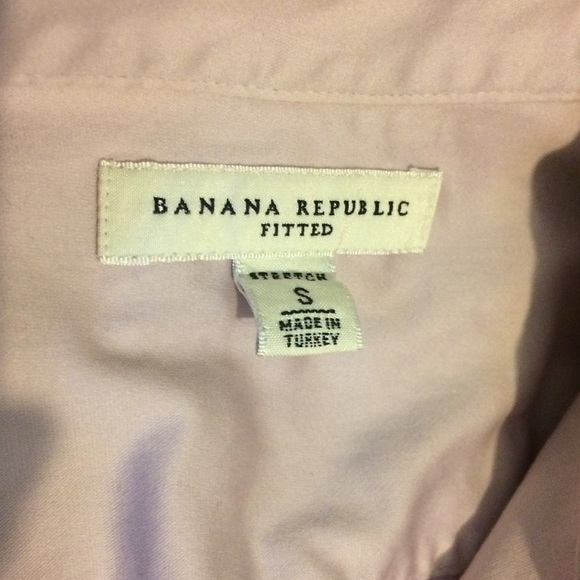 BANANA REPUBLIC
FITTED
STRETCH
S
MADE IN
TURKEY